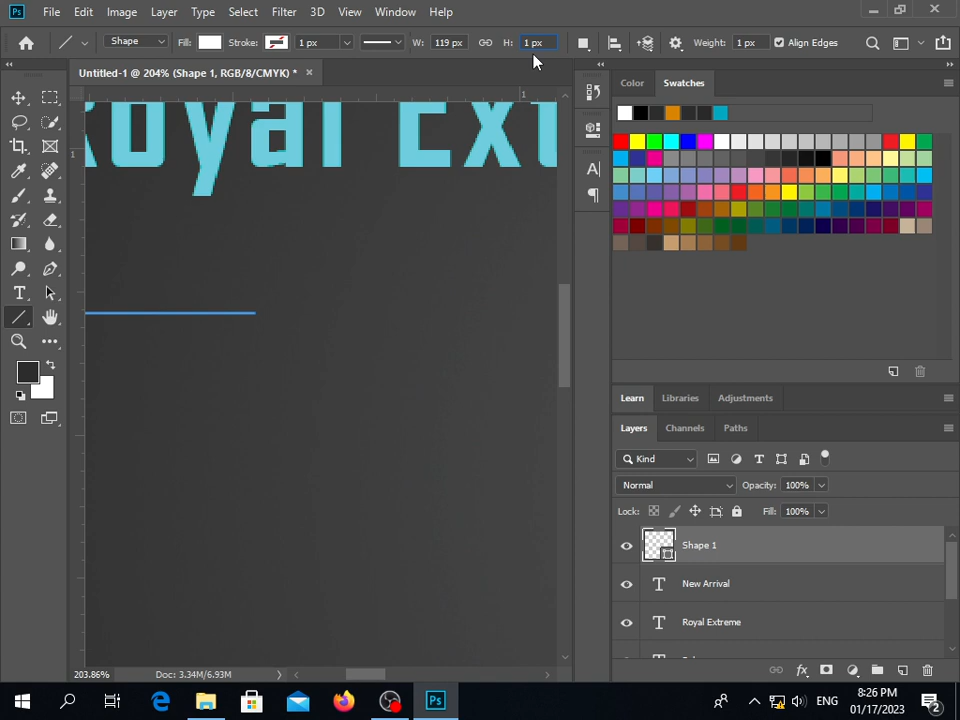 Ps File Edit Image Layer Type Select Filter 3D View Window Help
Shape Fill: Stroke: 1 px W: 119 px H: 1 px Weight: 1 px Align Edges
Untitled-1 @ 204% (Shape 1, RGB/8/CMYK) *
1
1
Royal Ext
Color Swatches
Learn Libraries Adjustments
Layers Channels Paths
Kind
Normal Opacity: 100%
Lock: Fill: 100%
Shape 1
T New Arrival
T Royal Extreme
203.86% Doc: 3.34M/6.93M
ENG
8:26 PM
01/17/2023
2